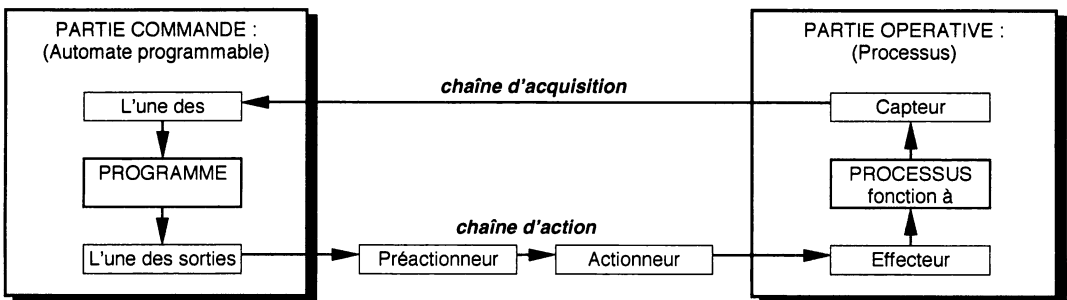 PARTIE COMMANDE :
(Automate programmable)
L'une des
PROGRAMME
L'une des sorties
chaîne d'acquisition
chaîne d'action
Préactionneur
Actionneur
PARTIE OPERATIVE :
(Processus)
Capteur
PROCESSUS
fonction à
Effecteur